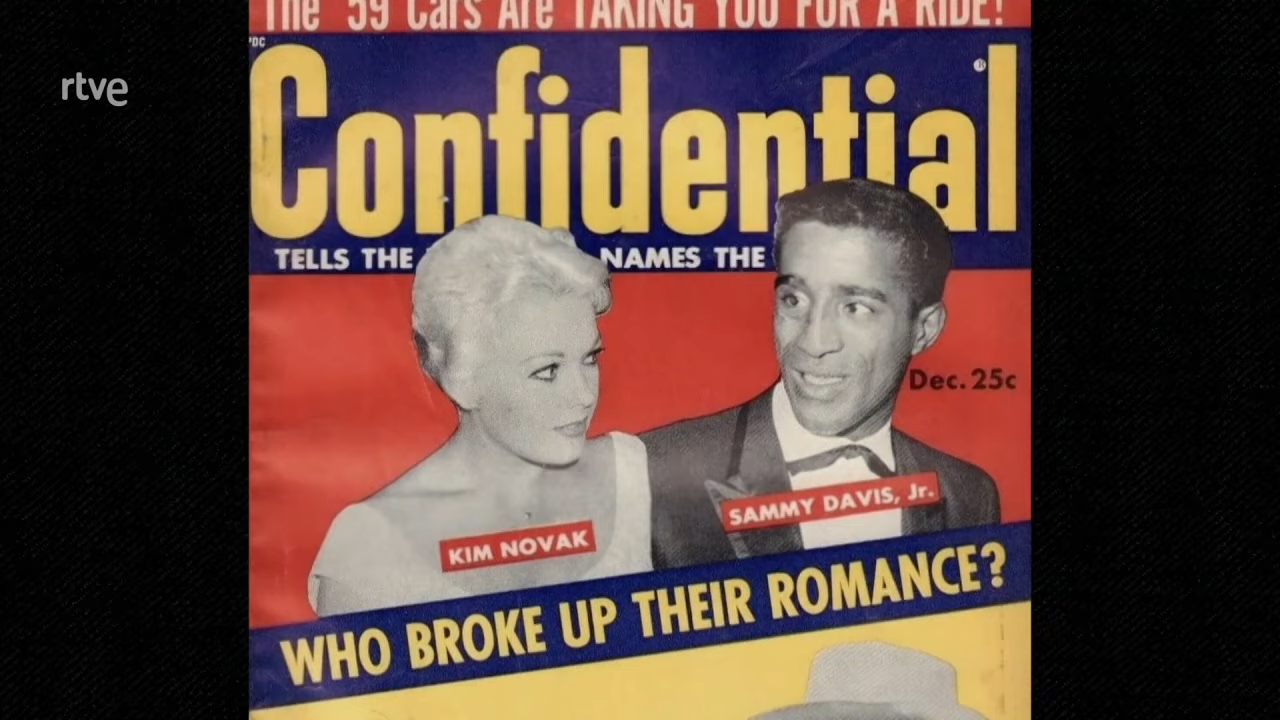 The '59 Cars Are TAKING YOU FOR A RIDE!
rtve
Confidential
TELLS THE
NAMES THE
Dec. 25c
SAMMY DAVIS, Jr.
KIM NOVAK
WHO BROKE UP THEIR ROMANCE?